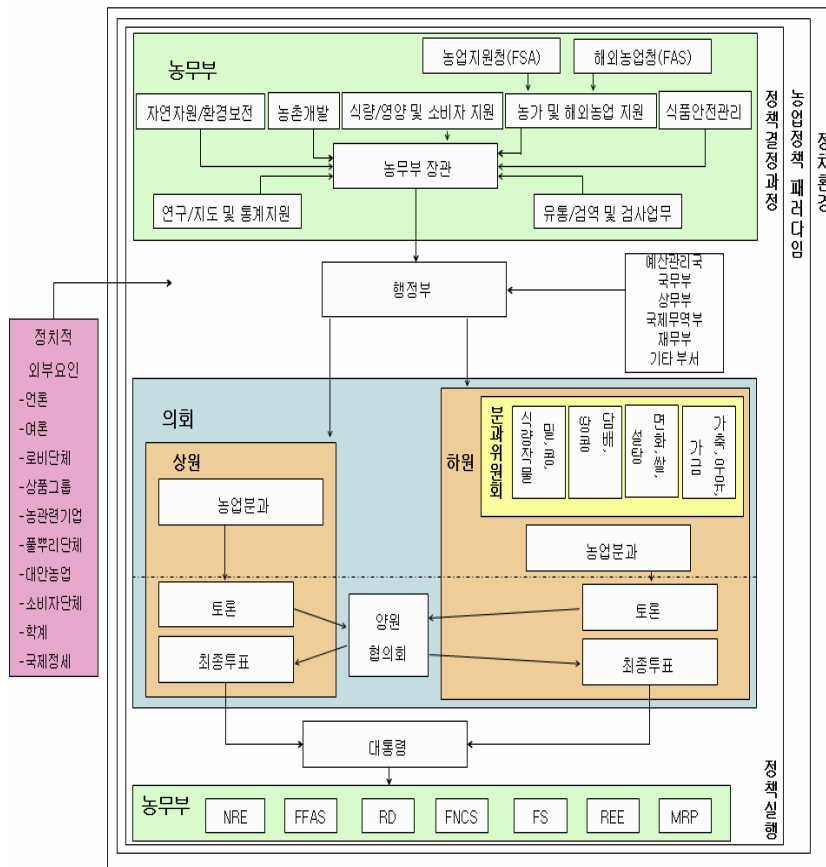 농무부
농업지원청(FSA)
해외농업청(FAS)
자연자원/환경보전
농촌개발
식량/영양 및 소비자 지원
농가 및 해외농업 지원
식품안전관리
농무부 장관
연구/지도 및 통계지원
유통/검역 및 검사업무
정책결정과정
농업정책 패러다임
정치환경
행정부
예산관리국
국무부
상무부
국제무역부
재무부
기타 부서
정치적
외부요인
-언론
-여론
-로비단체
-상품그룹
-농관련기업
-풀뿌리단체
-대안농업
-소비자단체
-학계
-국제정세
의회
상원
농업분과
토론
최종투표
양원
협의회
하원
분과위원회
밀,콩,
식량작물
담배,
땅콩
면화,쌀,
설탕
가축,우유,
가금
농업분과
토론
최종투표
대통령
정책실행
농무부
NRE
FFAS
RD
FNCS
FS
REE
MRP